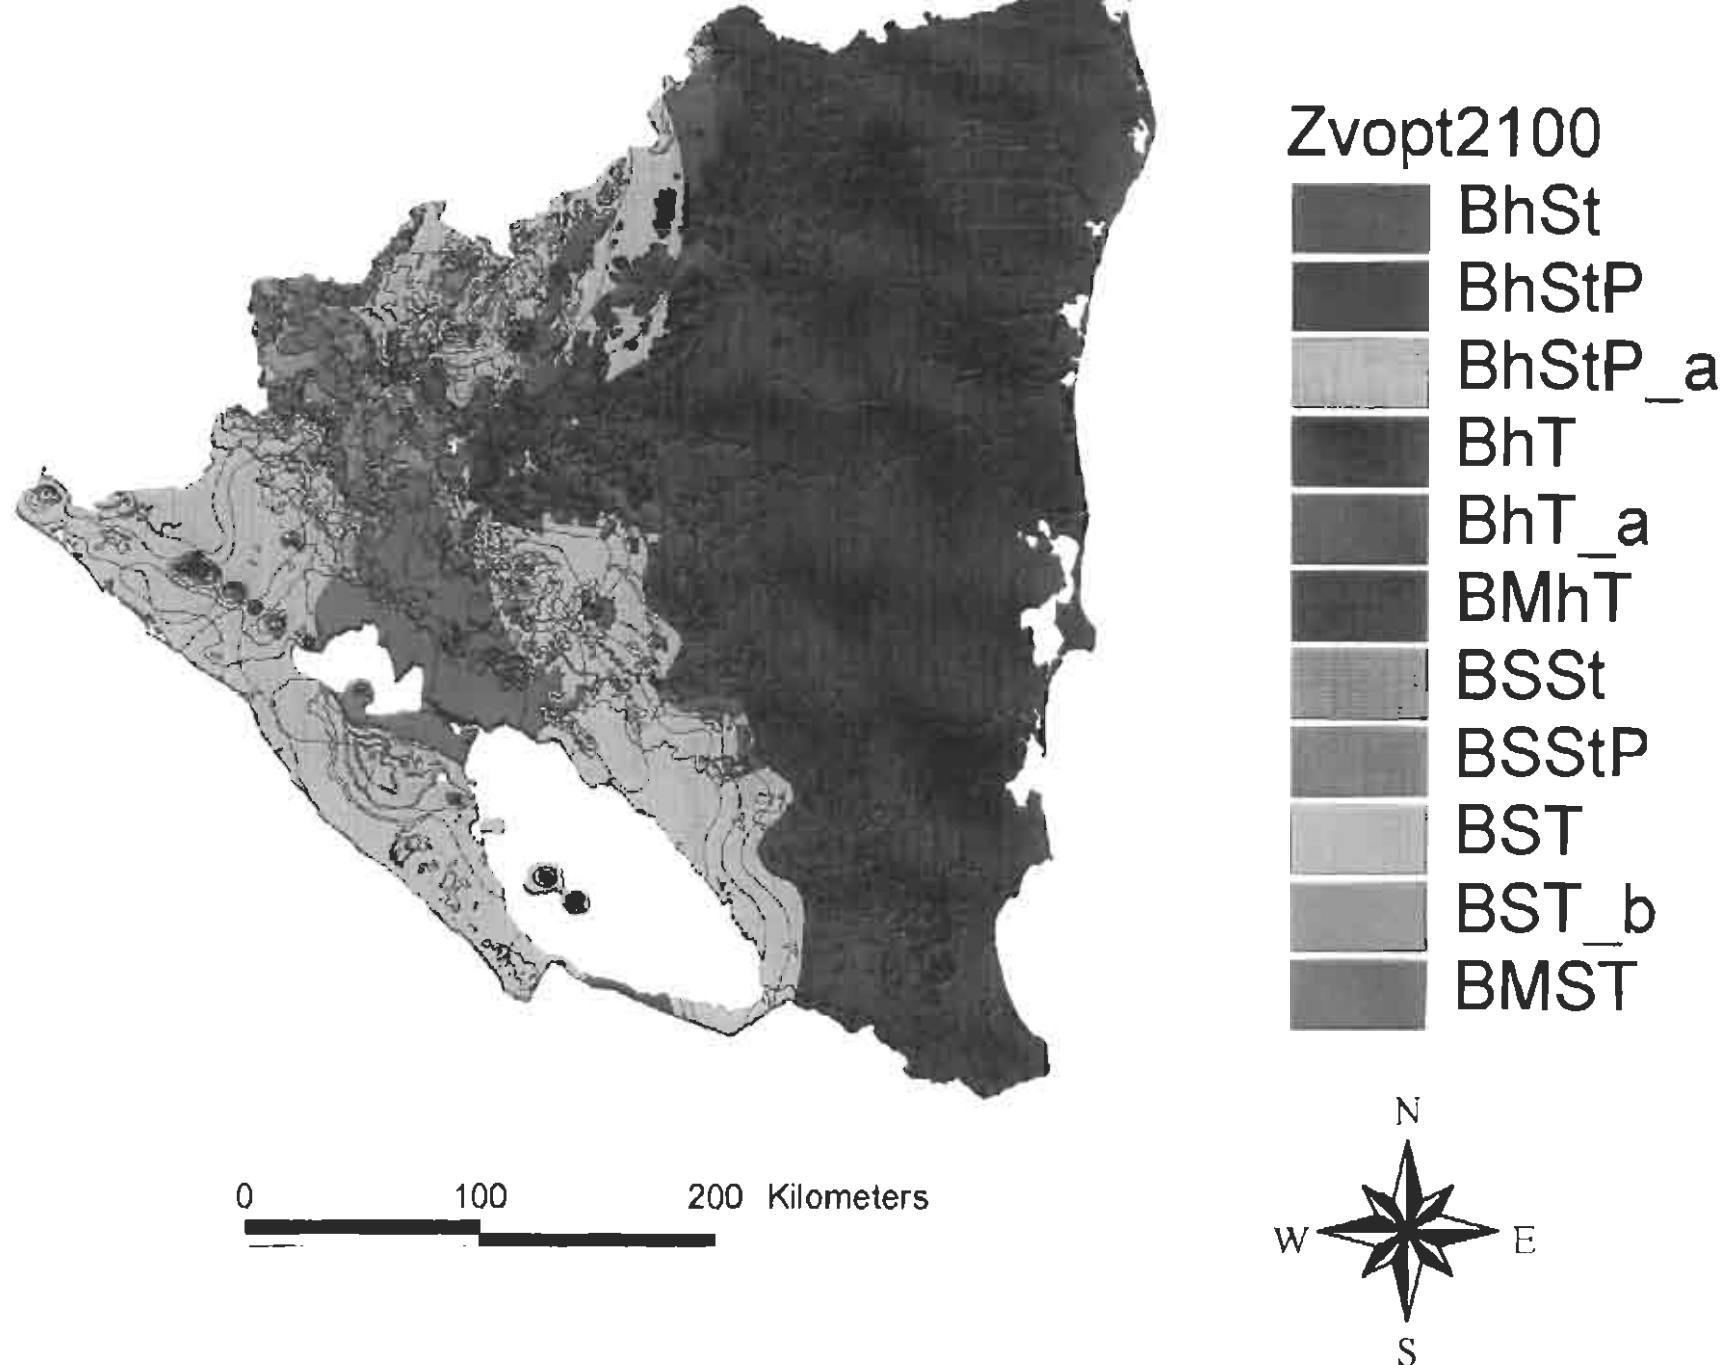 Zvopt2100
BhSt
BhStP
BhStP_a
BhT
BhT_a
BMhT
BSSt
BSStP
BST
BST_b
BMST
0 100 200 Kilometers
N
W E
S